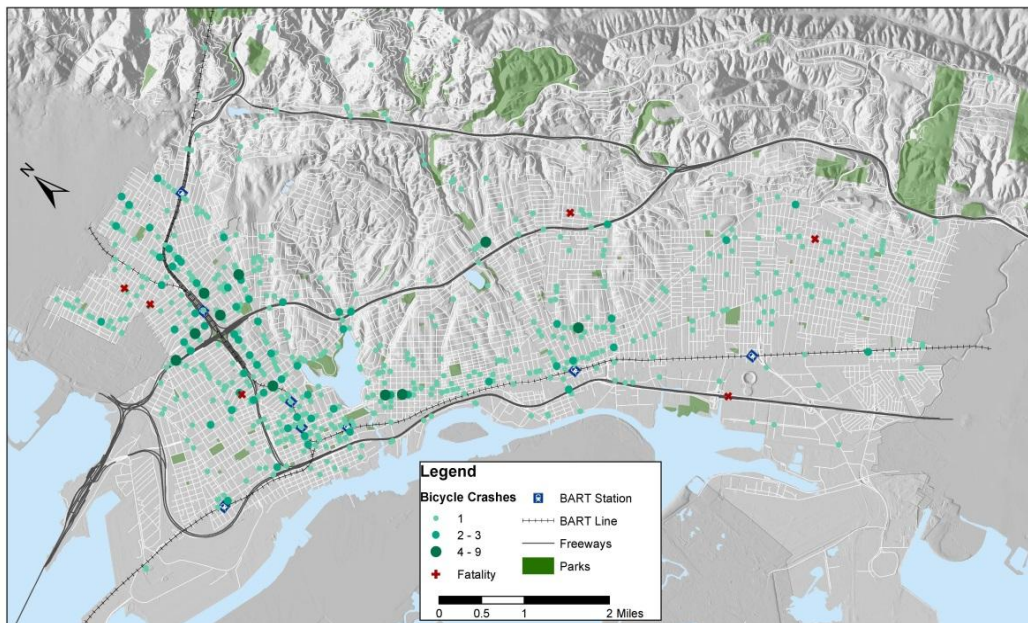 N
Legend
Bicycle Crashes
1
2 - 3
4 - 9
Fatality
BART Station
BART Line
Freeways
Parks
0 0.5 1 2 Miles